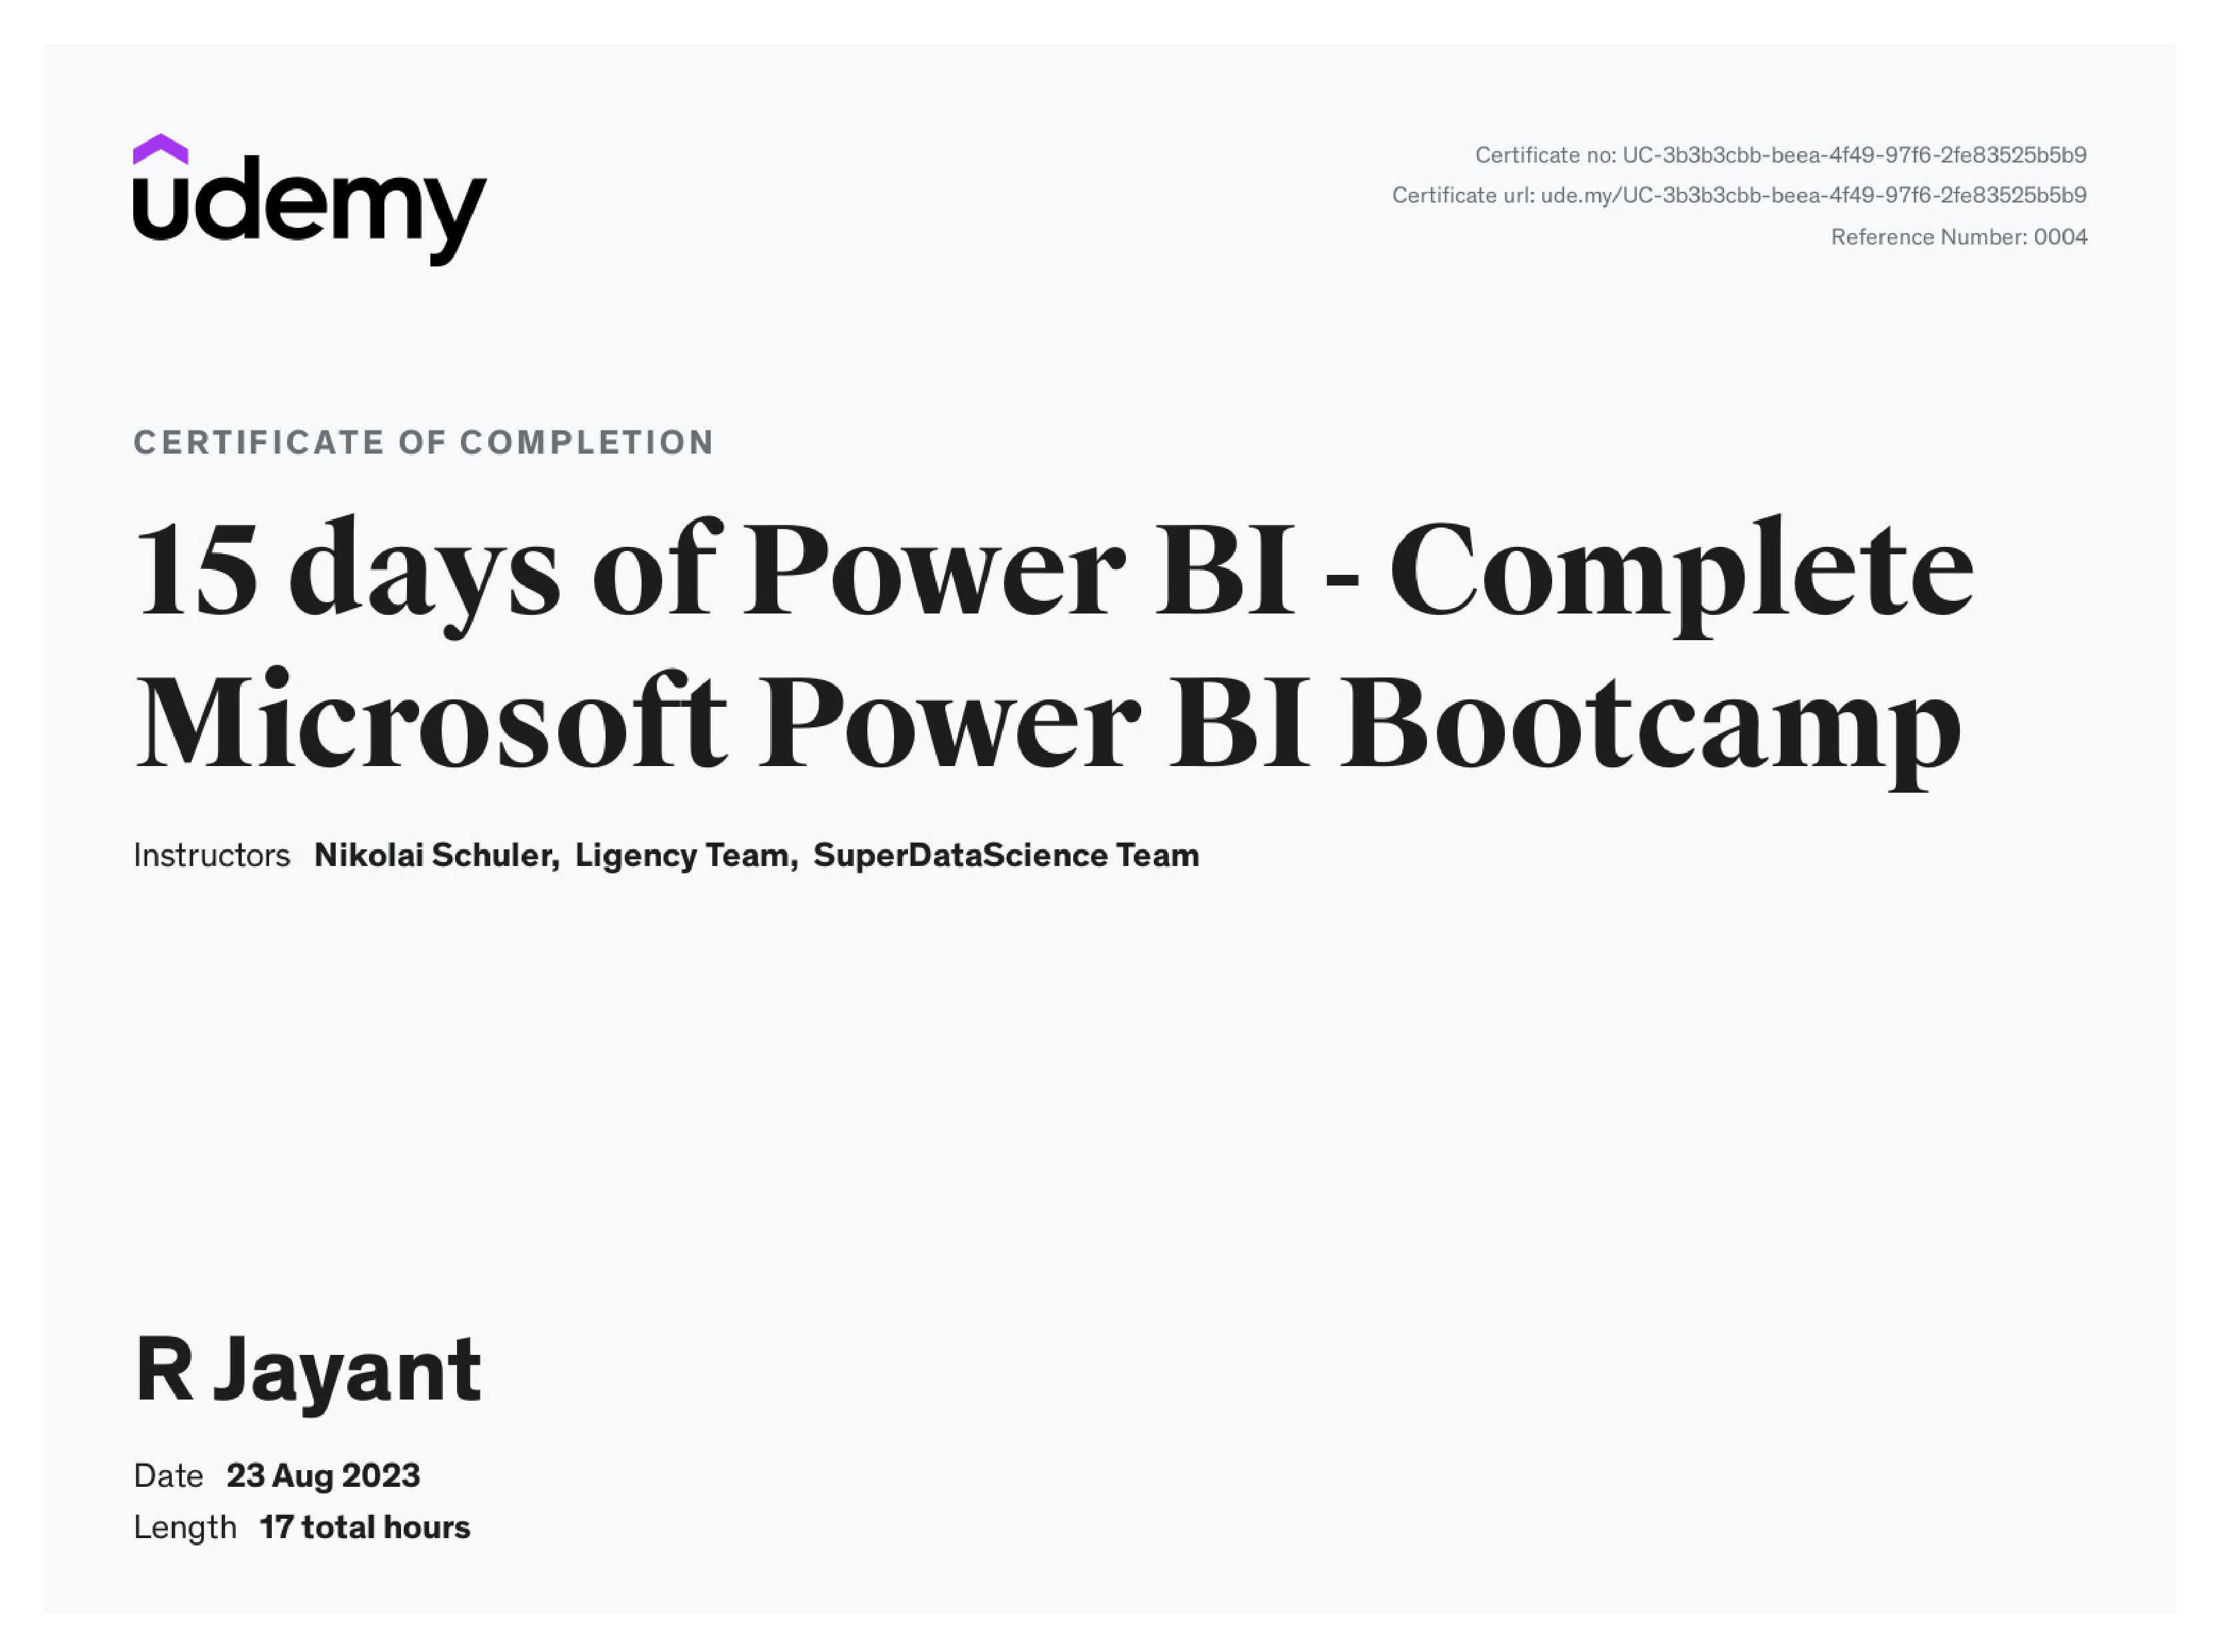 udemy
Certificate no: UC-3b3b3cbb-beea-4f49-97f6-2fe83525b5b9
Certificate url: ude.my/UC-3b3b3cbb-beea-4f49-97f6-2fe83525b5b9
Reference Number: 0004
CERTIFICATE OF COMPLETION
15 days of Power BI - Complete
Microsoft Power BI Bootcamp
Instructors Nikolai Schuler, Ligency Team, SuperDataScience Team
R Jayant
Date 23 Aug 2023
Length 17 total hours